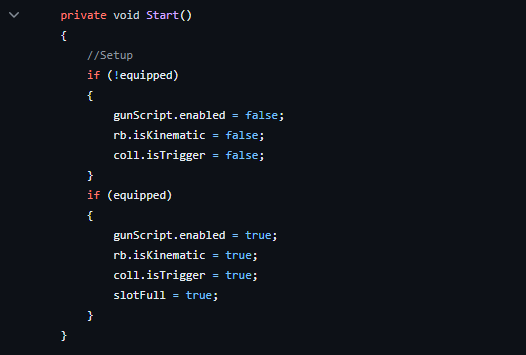 private void Start()
{
//Setup
if (!equipped)
{
gunScript.enabled = false;
rb.isKinematic = false;
coll.isTrigger = false;
}
if (equipped)
{
gunScript.enabled = true;
rb.isKinematic = true;
coll.isTrigger = true;
slotFull = true;
}
}